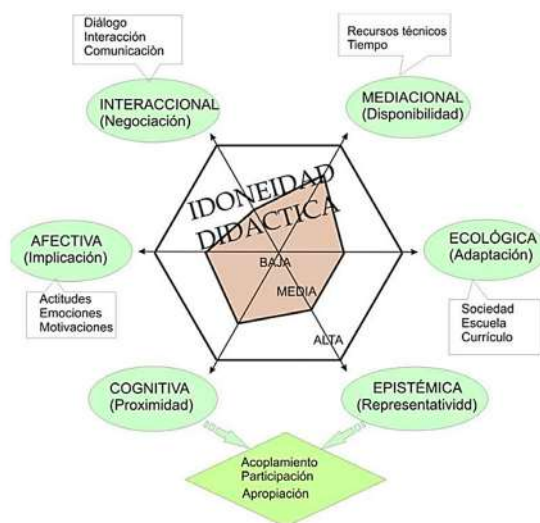 Diálogo
Interacción
Comunicaciòn
Recursos técnicos
Tiempo
INTERACCIONAL
(Negociación)
MEDIACIONAL
(Disponibilidad)
IDONEIDAD
DIDÁCTICA
AFECTIVA
(Implicación)
ECOLÓGICA
(Adaptación)
BAJA
MEDIA
ALTA
Actitudes
Emociones
Motivaciones
Sociedad
Escuela
Currículo
COGNITIVA
(Proximidad)
EPISTÉMICA
(Representatividd)
Acoplamiento
Participación
Apropiación